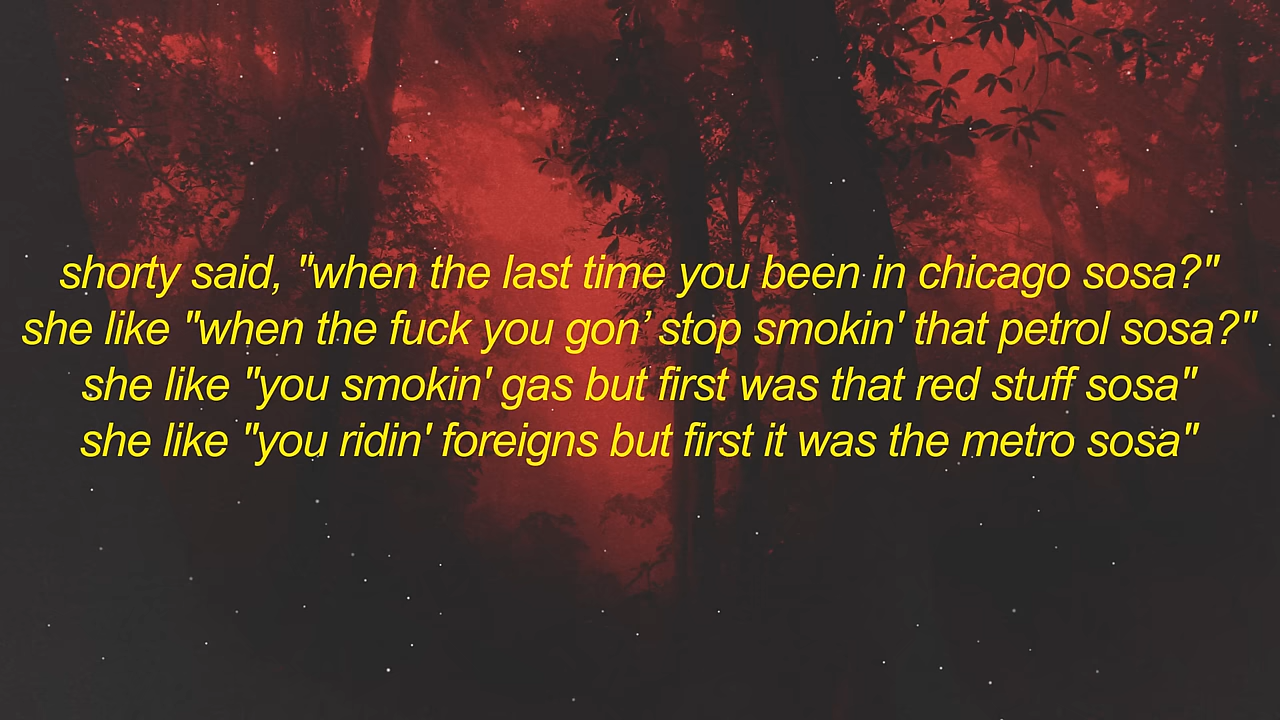 shorty said, "when the last time you been in chicago sosa?"
she like "when the fuck you gon’ stop smokin' that petrol sosa?"
she like "you smokin' gas but first was that red stuff sosa"
she like "you ridin' foreigns but first it was the metro sosa"